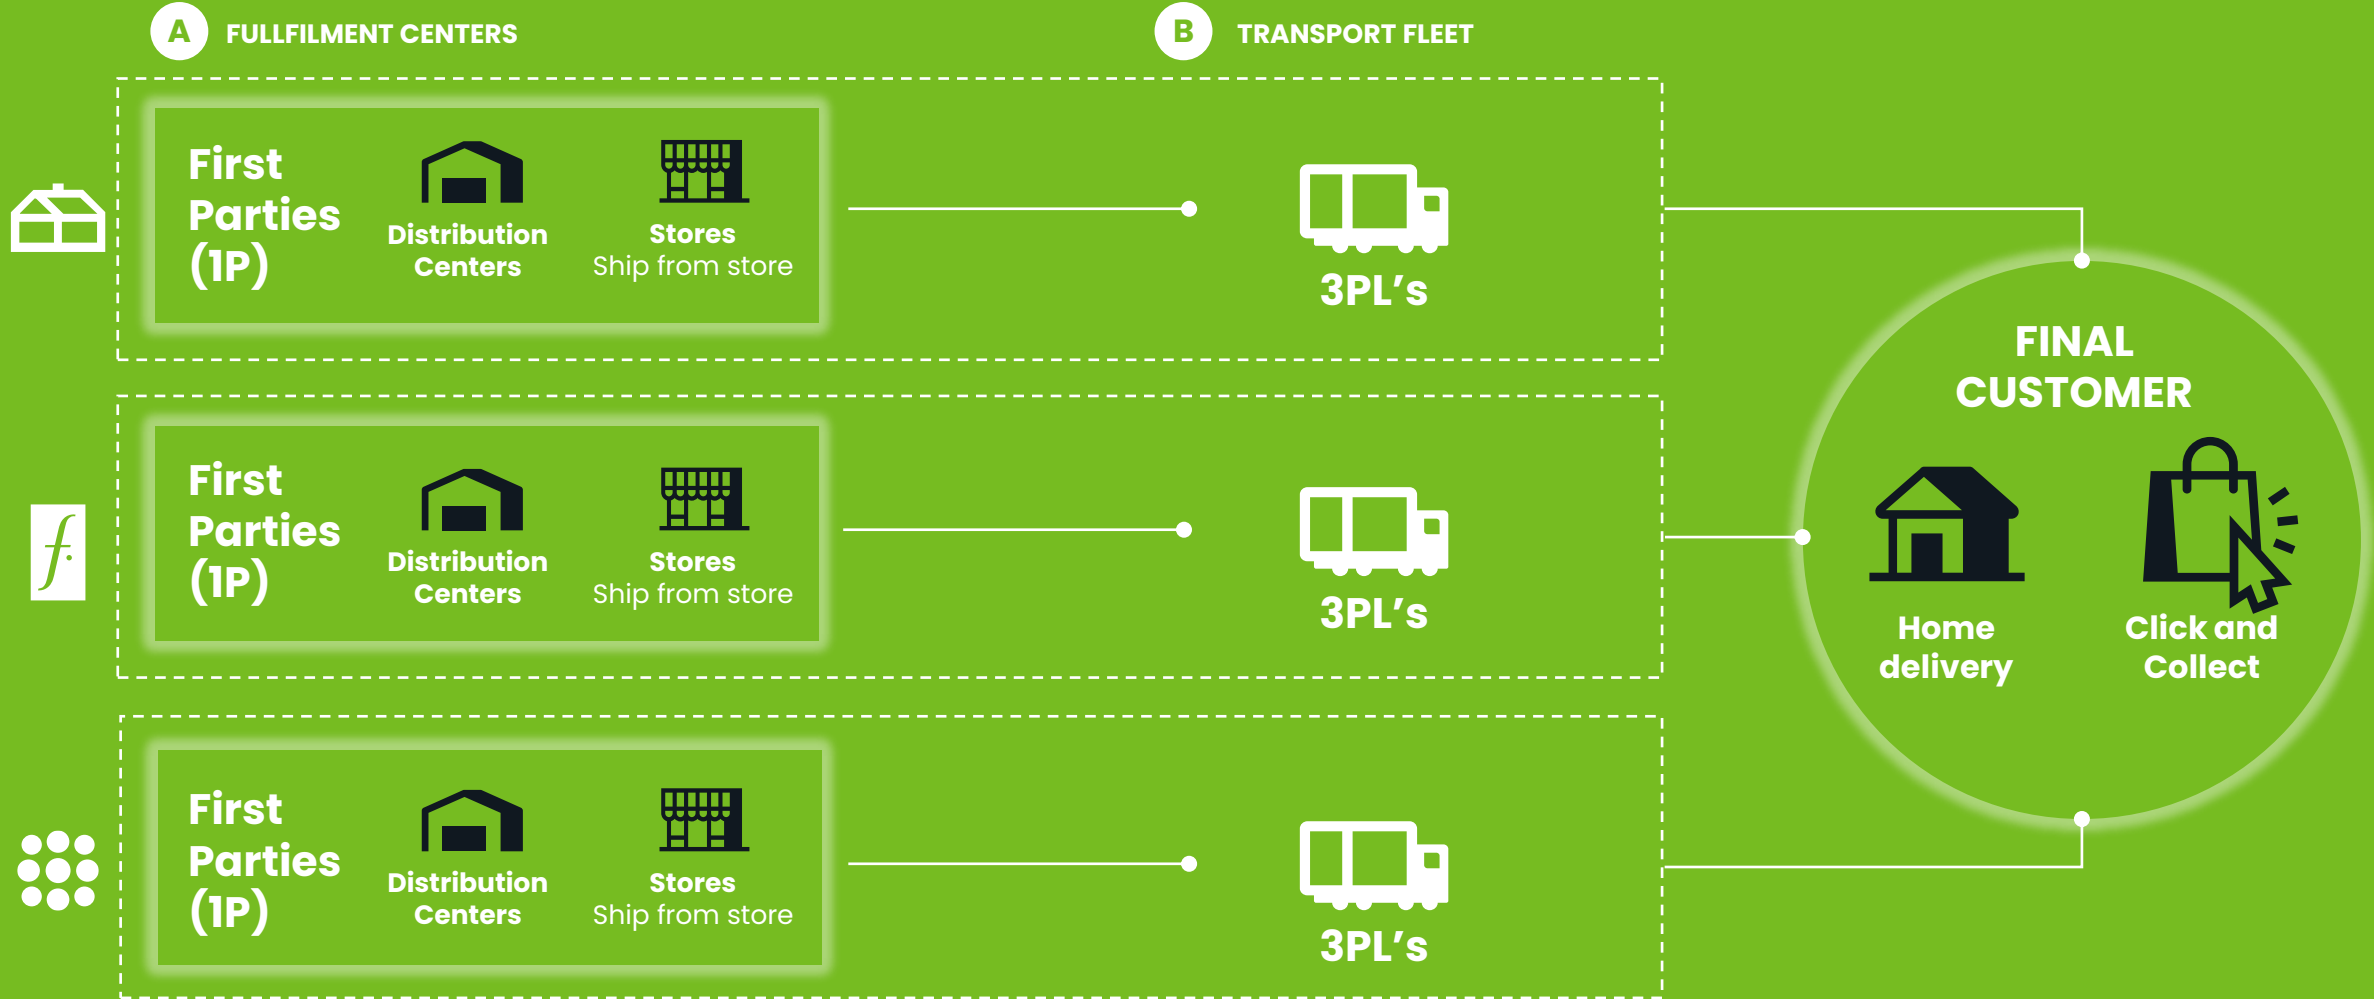 A FULLFILMENT CENTERS
B TRANSPORT FLEET
First
Parties
(1P)
Distribution
Centers
Stores
Ship from store
3PL’s
First
Parties
(1P)
Distribution
Centers
Stores
Ship from store
3PL’s
First
Parties
(1P)
Distribution
Centers
Stores
Ship from store
3PL’s
FINAL
CUSTOMER
Home
delivery
Click and
Collect
f.